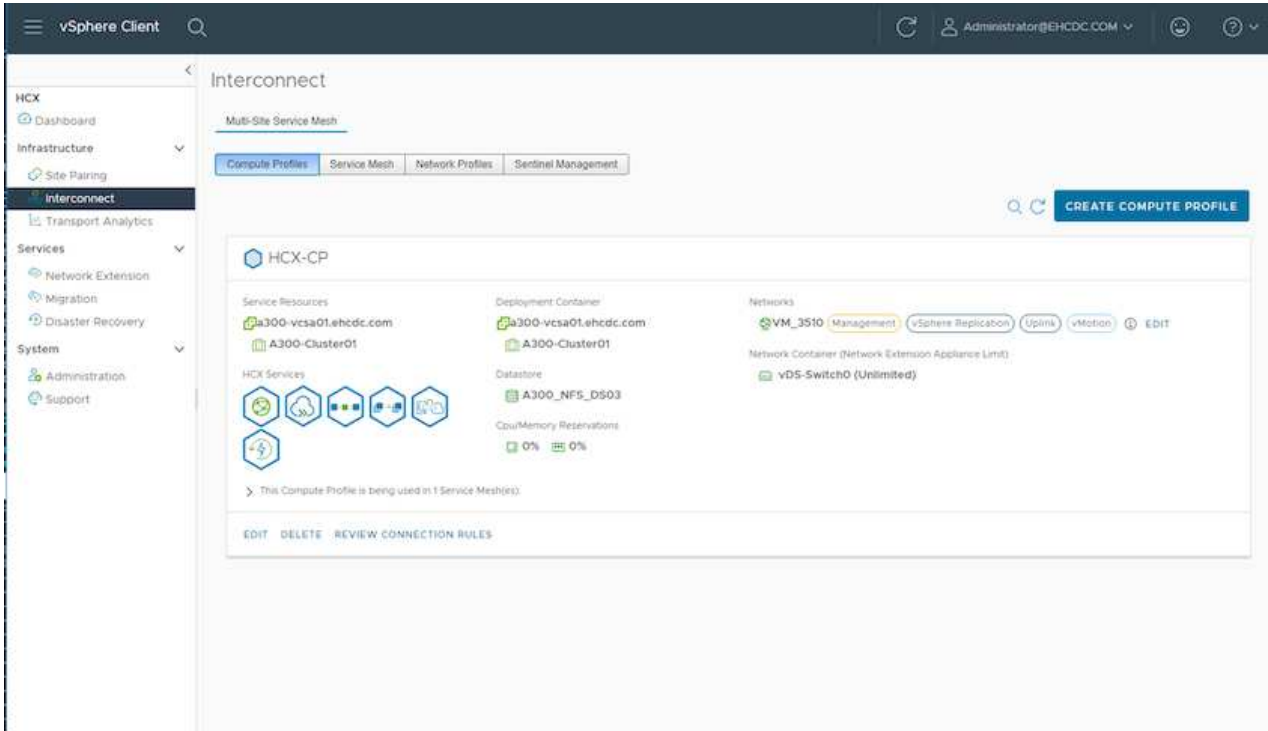 vSphere Client
Administrator@EHCDC.COM
HCX
Dashboard
Infrastructure
Site Pairing
Interconnect
Transport Analytics
Services
Network Extension
Migration
Disaster Recovery
System
Administration
Support
Interconnect
Multi-Site Service Mesh
Compute Profiles Service Mesh Network Profiles Sentinel Management
CREATE COMPUTE PROFILE
HCX-CP
Service Resources
a300-vcsa01.ehcdc.com
A300-Cluster01
HCX Services
Deployment Container
a300-vcsa01.ehcdc.com
A300-Cluster01
Datastore
A300_NFS_DS03
Cpu/Memory Reservations
0% 0%
Networks
VM_3510 Management vSphere Replication Uplink vMotion EDIT
Network Container (Network Extension Appliance Limit)
vDS-Switch0 (Unlimited)
This Compute Profile is being used in 1 Service Mesh(es).
EDIT DELETE REVIEW CONNECTION RULES